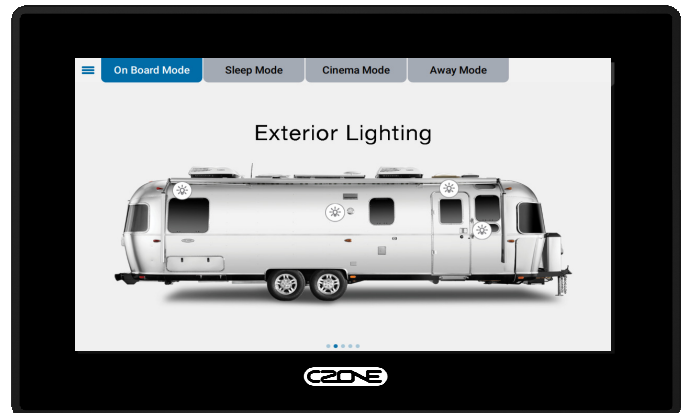 On Board Mode
Sleep Mode
Cinema Mode
Away Mode
Exterior Lighting
CZONE